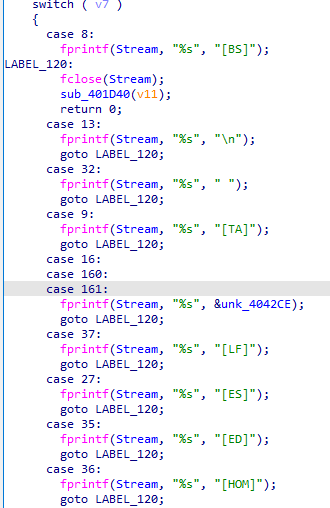 switch ( v7 )
{
case 8:
fprintf(Stream, "%s", "[BS]");
LABEL_120:
fclose(Stream);
sub_401D40(v11);
return 0;
case 13:
fprintf(Stream, "%s", "\n");
goto LABEL_120;
case 32:
fprintf(Stream, "%s", " ");
goto LABEL_120;
case 9:
fprintf(Stream, "%s", "[TA]");
goto LABEL_120;
case 16:
case 160:
case 161:
fprintf(Stream, "%s", &unk_4042CE);
goto LABEL_120;
case 37:
fprintf(Stream, "%s", "[LF]");
goto LABEL_120;
case 27:
fprintf(Stream, "%s", "[ES]");
goto LABEL_120;
case 35:
fprintf(Stream, "%s", "[ED]");
goto LABEL_120;
case 36:
fprintf(Stream, "%s", "[HOM]");
goto LABEL_120;